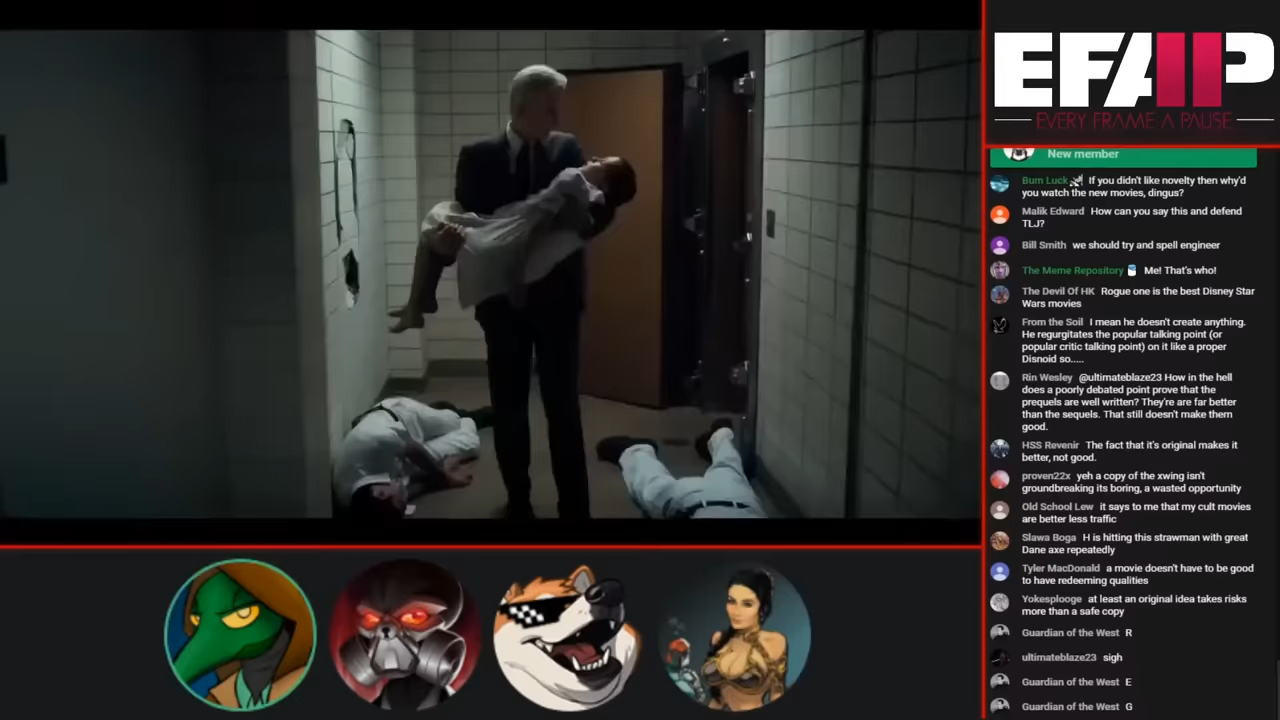 EFAP
EVERY FRAME A PAUSE
New member
Bum Luck If you didn't like novelty then why'd
you watch the new movies, dingus?
Malik Edward How can you say this and defend
TLJ?
Bill Smith we should try and spell engineer
The Meme Repository Me! That's who!
The Devil Of HK Rogue one is the best Disney Star
Wars movies
From the Soil I mean he doesn't create anything.
He regurgitates the popular talking point (or
popular critic talking point) on it like a proper
Disnoid so.....
Rin Wesley @ultimateblaze23 How in the hell
does a poorly debated point prove that the
prequels are well written? They're are far better
than the sequels. That still doesn't make them
good.
HSS Revenir The fact that it's original makes it
better, not good.
proven22x yeh a copy of the xwing isn't
groundbreaking its boring, a wasted opportunity
Old School Lew it says to me that my cult movies
are better less traffic
Slawa Boga H is hitting this strawman with great
Dane axe repeatedly
Tyler MacDonald a movie doesn't have to be good
to have redeeming qualities
Yokesplooge at least an original idea takes risks
more than a safe copy
Guardian of the West R
ultimateblaze23 sigh
Guardian of the West E
Guardian of the West G